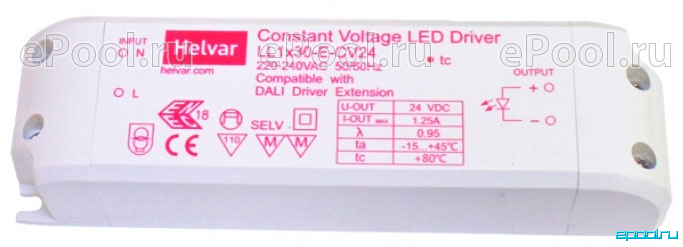 INPUT
N
L
Helvar
helvar.com
Constant Voltage LED Driver
LL1x30-E-CV24
220-240VAC 50/60Hz
Compatible with
DALI Driver Extension
tc
OUTPUT
+
−
18
110
SELV
M M
U-OUT 24 VDC
I-OUT MAX 1.25A
λ 0.95
ta -15...+45℃
tc +80℃
ePool.ru ePool.ru ePool.ru
epool.ru